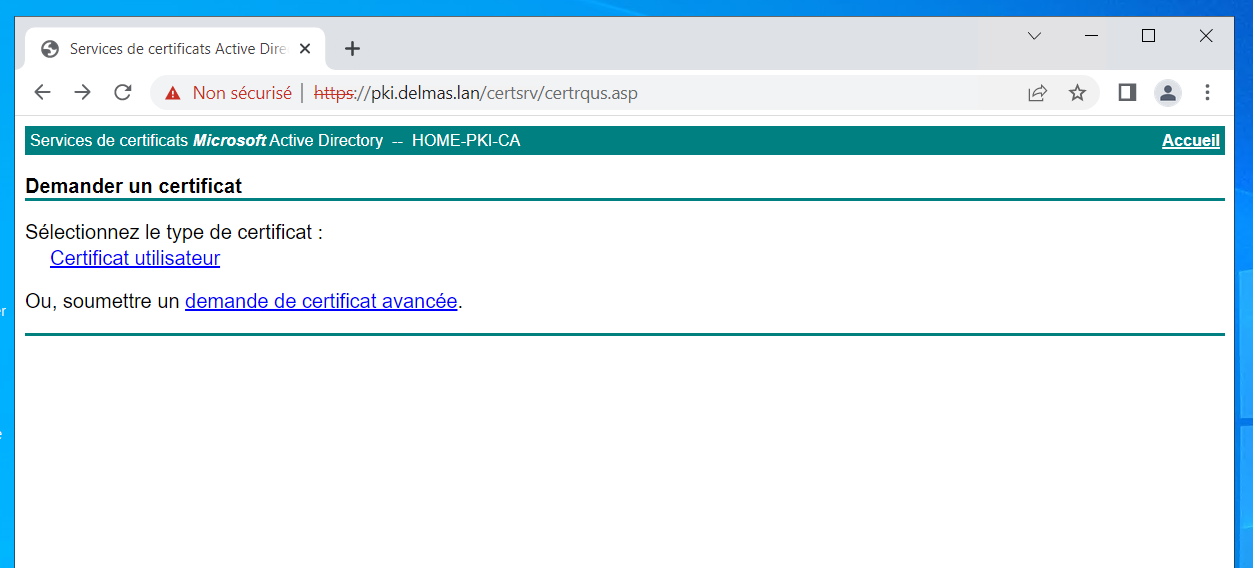 Services de certificats Active Dire
Non sécurisé | https://pki.delmas.lan/certsrv/certrqus.asp
Services de certificats Microsoft Active Directory -- HOME-PKI-CA Accueil
Demander un certificat
Sélectionnez le type de certificat :
Certificat utilisateur
Ou, soumettre un demande de certificat avancée.